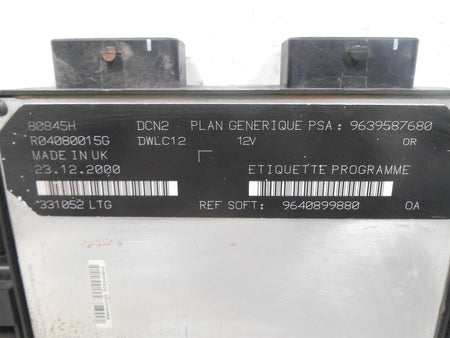 80845H DCN2 PLAN GENERIQUE PSA : 9639587680
R04080015G DWLC12 12V OR
MADE IN UK
23.12.2000 ETIQUETTE PROGRAMME
*331052 LTG REF SOFT: 9640899880 OA